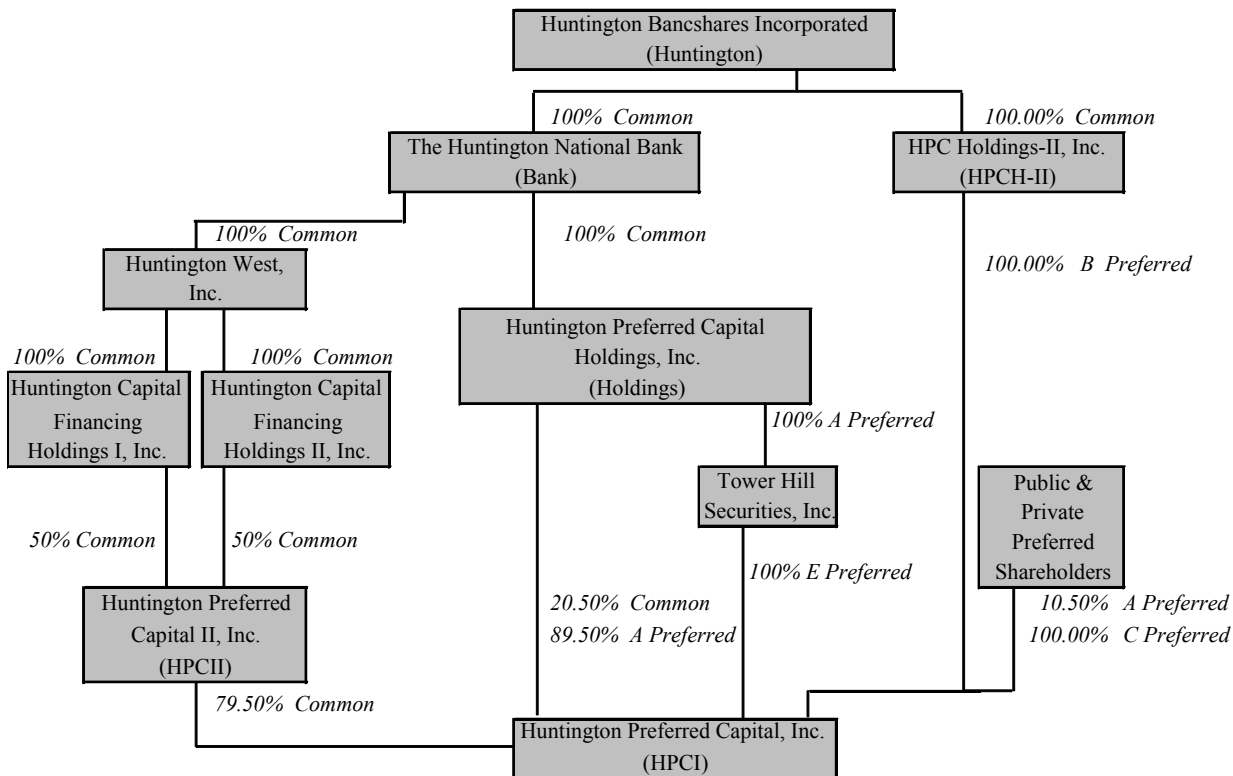 Huntington Bancshares Incorporated
(Huntington)
100% Common
100.00% Common
The Huntington National Bank
(Bank)
HPC Holdings-II, Inc.
(HPCH-II)
100% Common
100% Common
100.00% B Preferred
Huntington West,
Inc.
Huntington Preferred Capital
Holdings, Inc.
(Holdings)
100% Common
100% Common
Huntington Capital
Financing
Holdings I, Inc.
Huntington Capital
Financing
Holdings II, Inc.
100% A Preferred
Tower Hill
Securities, Inc.
Public &
Private
Preferred
Shareholders
50% Common
50% Common
100% E Preferred
Huntington Preferred
Capital II, Inc.
(HPCII)
20.50% Common
89.50% A Preferred
10.50% A Preferred
100.00% C Preferred
79.50% Common
Huntington Preferred Capital, Inc.
(HPCI)